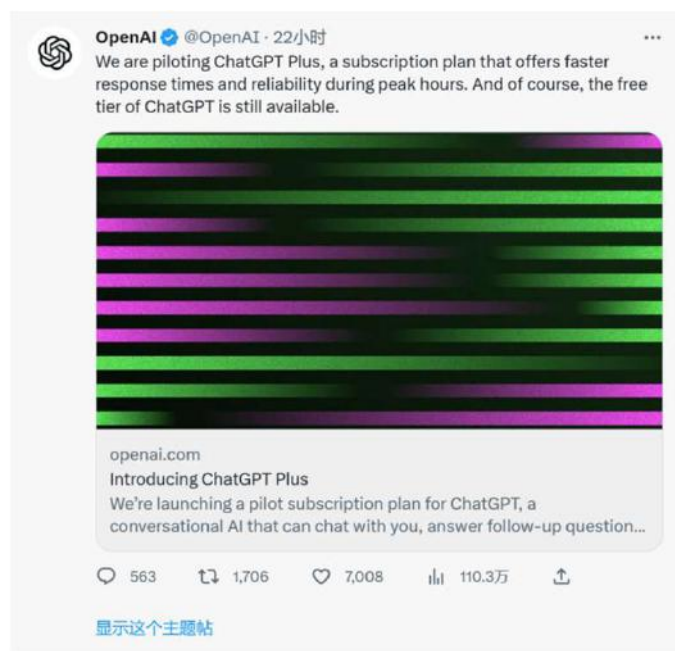 OpenAI @OpenAI · 22小时
We are piloting ChatGPT Plus, a subscription plan that offers faster
response times and reliability during peak hours. And of course, the free
tier of ChatGPT is still available.
openai.com
Introducing ChatGPT Plus
We’re launching a pilot subscription plan for ChatGPT, a
conversational AI that can chat with you, answer follow-up question...
563 1,706 7,008 110.3万
显示这个主题帖